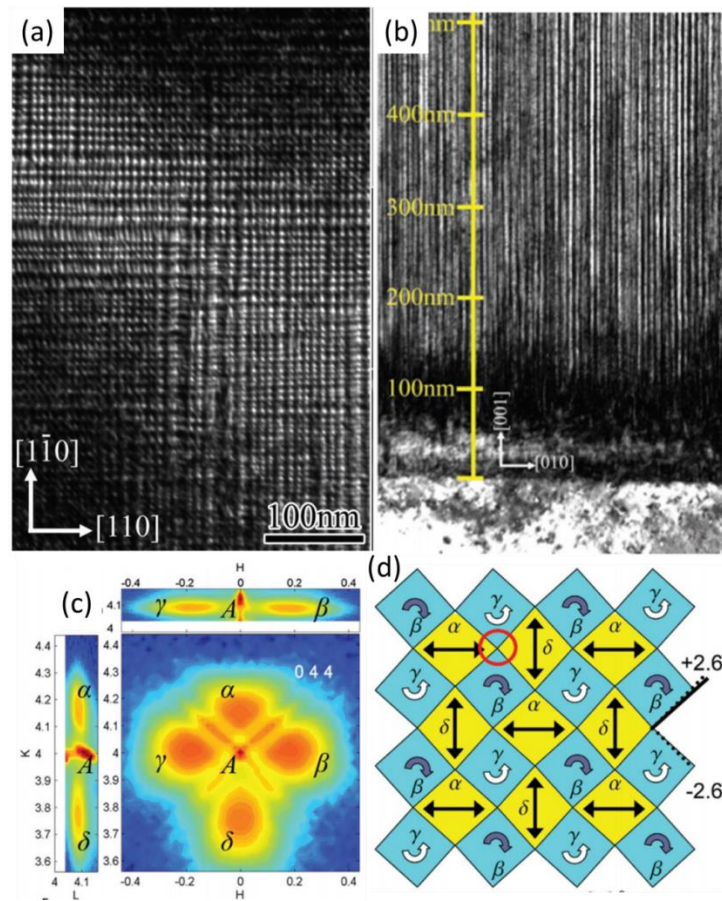 (a)
[11̄0]
[110]
100nm
(b)
400nm
300nm
200nm
100nm
[001]
[010]
(c)
H
-0.4 -0.2 0 0.2 0.4
4.1
4
γ A β
4.4
4.3
4.2
4.1
4
3.9
3.8
3.7
3.6
K
α
A
δ
4 4.1
L
0 4 4
α
γ A β
δ
-0.4 -0.2 0 0.2 0.4
H
(d)
β γ β γ
α δ α
γ β γ β
+2.6
δ α δ
β γ β γ
-2.6
α δ α
γ β γ β